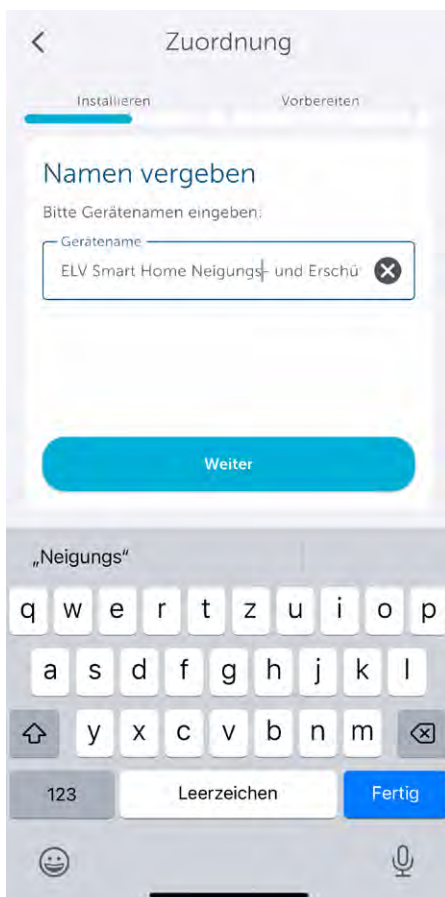 Zuordnung
Installieren Vorbereiten
Namen vergeben
Bitte Gerätenamen eingeben:
Gerätename
ELV Smart Home Neigungs- und Erschü
Weiter
„Neigungs“
q w e r t z u i o p
a s d f g h j k l
y x c v b n m
123 Leerzeichen Fertig